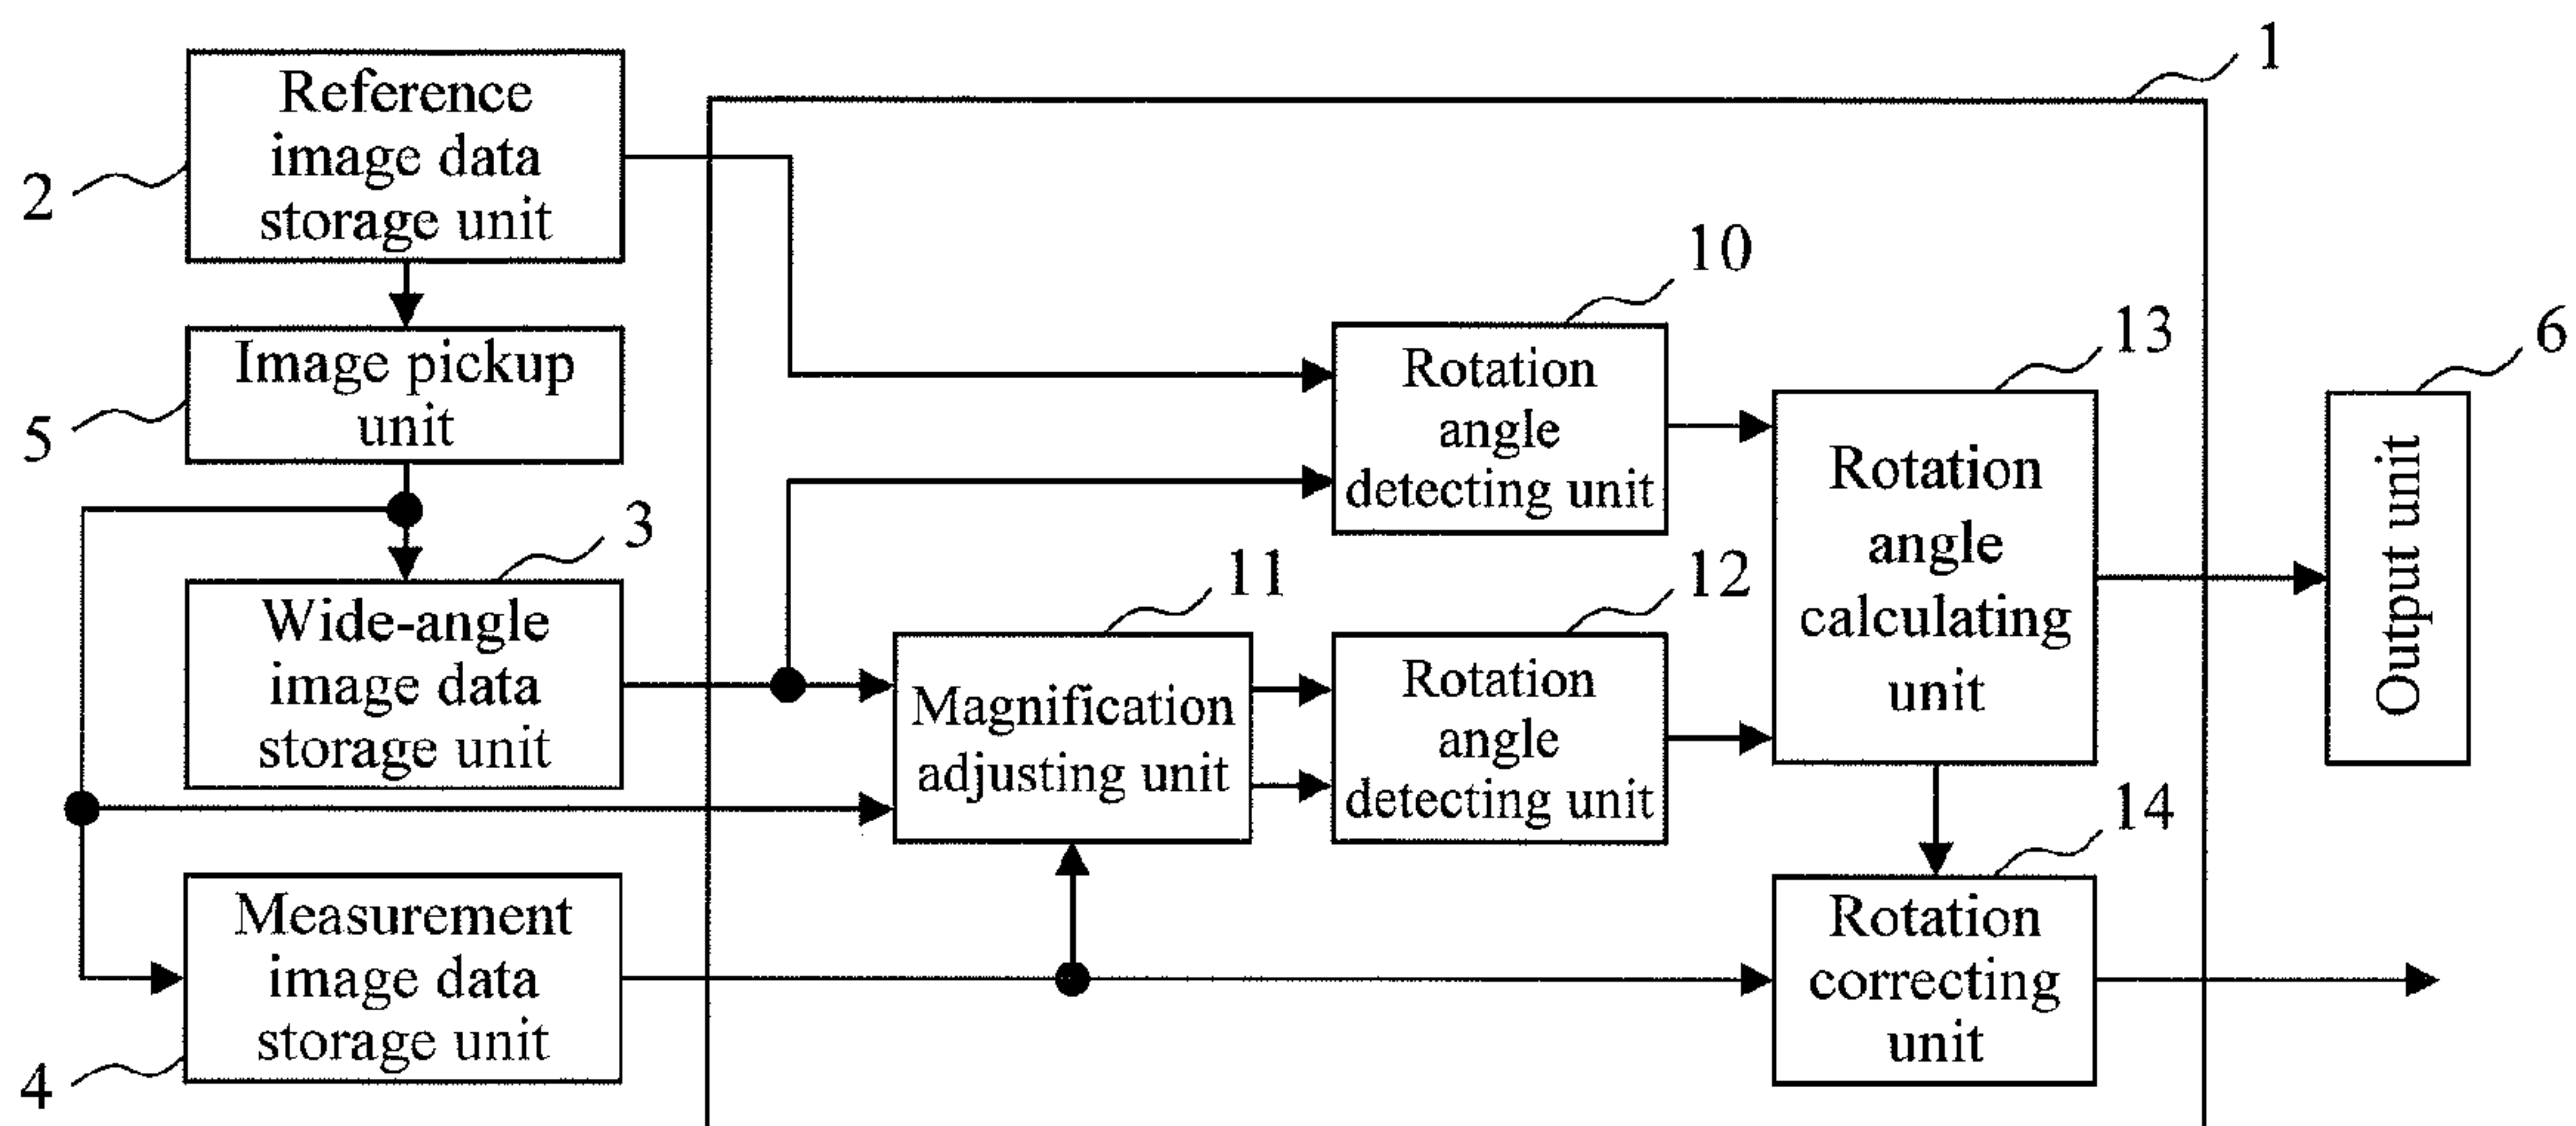 1
Reference
image data
storage unit
2
10
Image pickup
unit
5
Rotation
angle
detecting unit
13
6
Rotation
angle
calculating
unit
Output unit
3
Wide-angle
image data
storage unit
11
Magnification
adjusting unit
12
Rotation
angle
detecting unit
14
Measurement
image data
storage unit
4
Rotation
correcting
unit